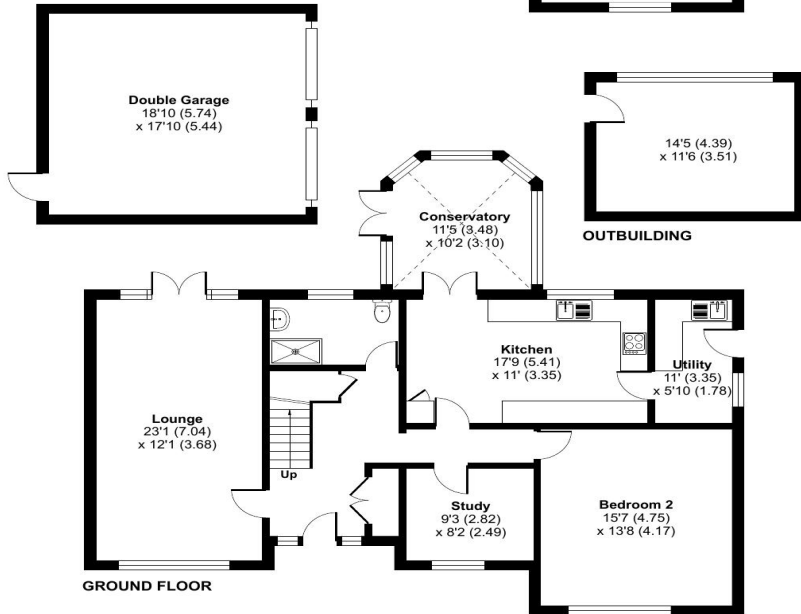 Double Garage
18'10 (5.74)
x 17'10 (5.44)
14'5 (4.39)
x 11'6 (3.51)
OUTBUILDING
Conservatory
11'5 (3.48)
x 10'2 (3.10)
Kitchen
17'9 (5.41)
x 11' (3.35)
Utility
11' (3.35)
x 5'10 (1.78)
Lounge
23'1 (7.04)
x 12'1 (3.68)
Up
Study
9'3 (2.82)
x 8'2 (2.49)
Bedroom 2
15'7 (4.75)
x 13'8 (4.17)
GROUND FLOOR